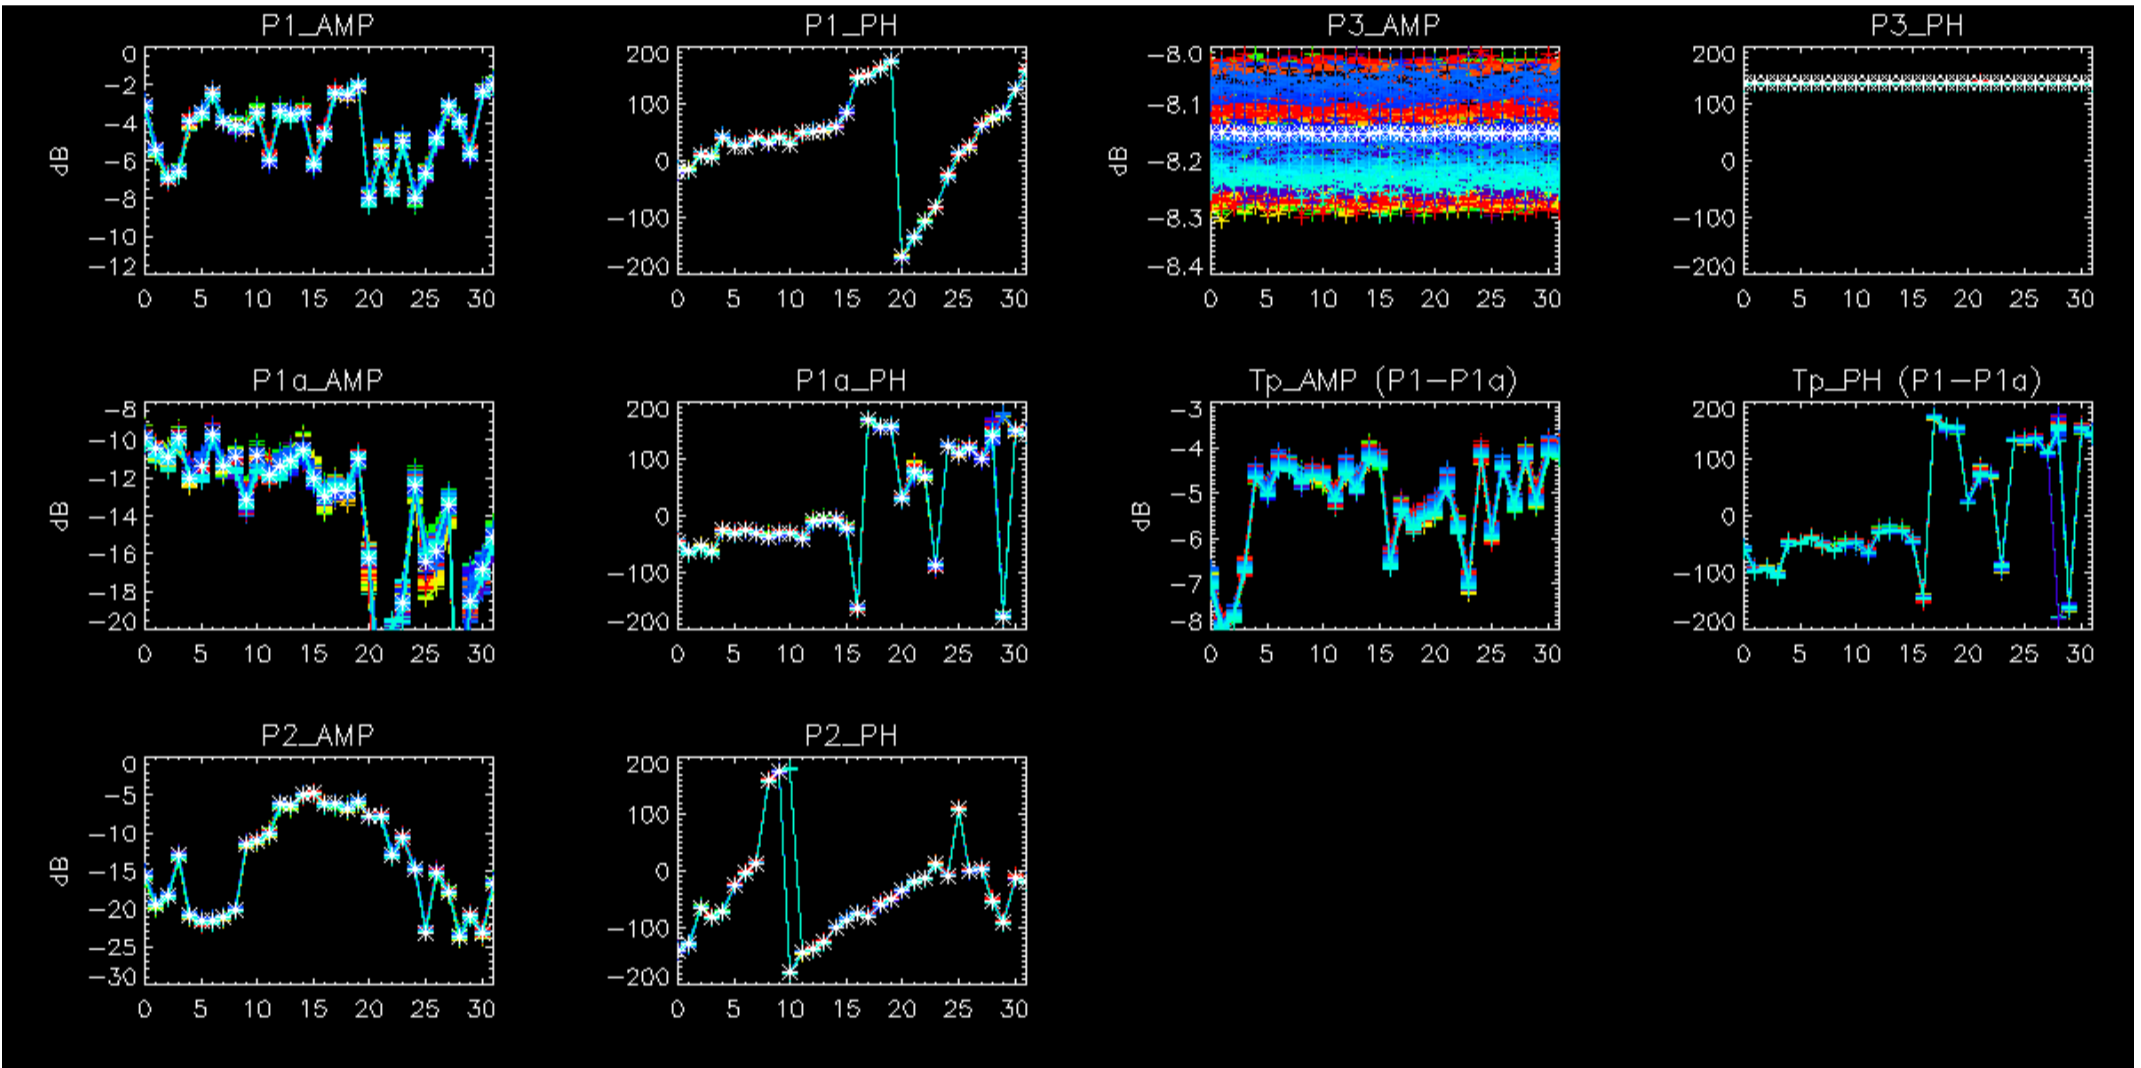 P1_AMP
0
−2
−4
−6
−8
−10
−12
dB
0 5 10 15 20 25 30
P1_PH
200
100
0
−100
−200
0 5 10 15 20 25 30
P3_AMP
−8.0
−8.1
−8.2
−8.3
−8.4
dB
0 5 10 15 20 25 30
P3_PH
200
100
0
−100
−200
0 5 10 15 20 25 30
P1a_AMP
−8
−10
−12
−14
−16
−18
−20
dB
0 5 10 15 20 25 30
P1a_PH
200
100
0
−100
−200
0 5 10 15 20 25 30
Tp_AMP (P1−P1a)
−3
−4
−5
−6
−7
−8
dB
0 5 10 15 20 25 30
Tp_PH (P1−P1a)
200
100
0
−100
−200
0 5 10 15 20 25 30
P2_AMP
0
−5
−10
−15
−20
−25
−30
dB
0 5 10 15 20 25 30
P2_PH
200
100
0
−100
−200
0 5 10 15 20 25 30